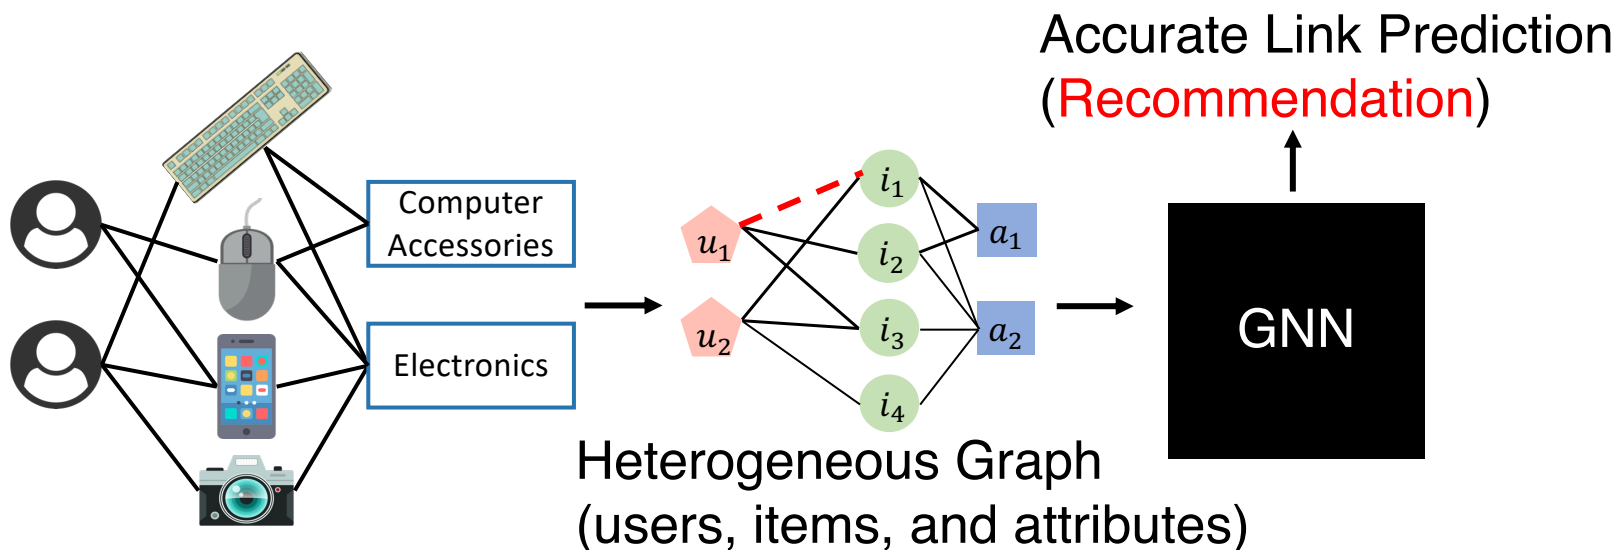 Accurate Link Prediction
(Recommendation)
Computer
Accessories
Electronics
u₁
u₂
i₁
i₂
i₃
i₄
a₁
a₂
GNN
Heterogeneous Graph
(users, items, and attributes)